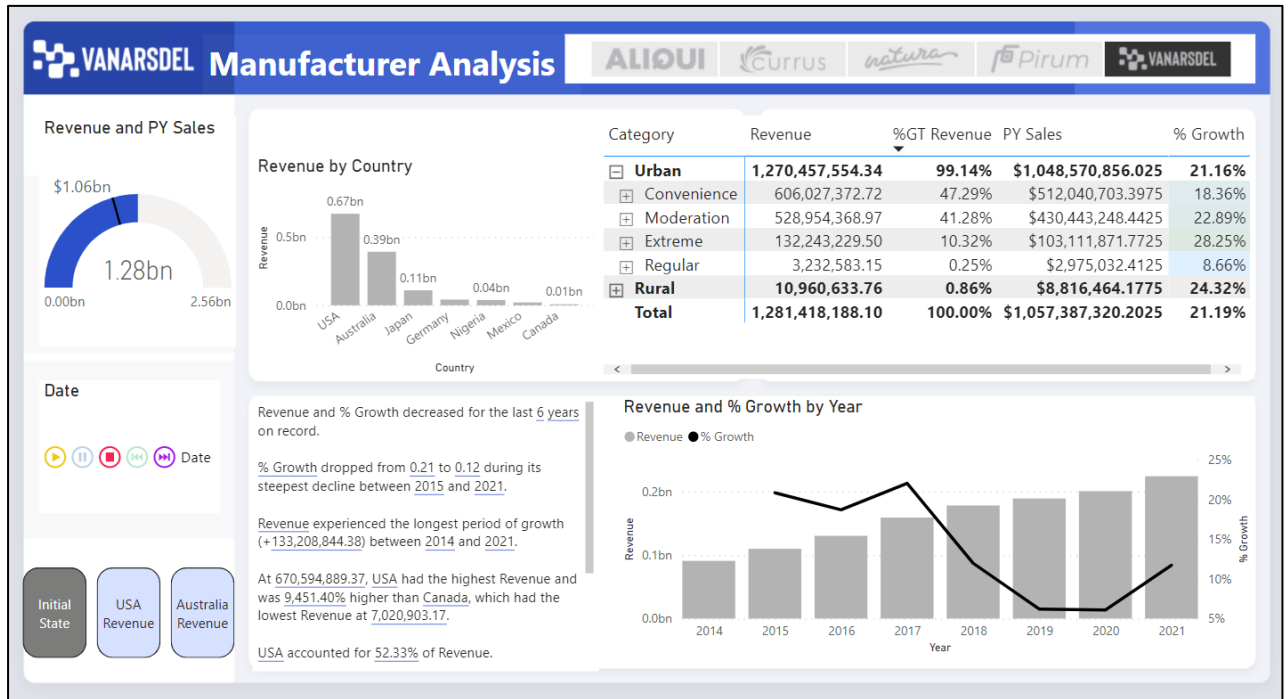 VANARSDEL Manufacturer Analysis
ALIQUI
Currus
natura
Pirum
VANARSDEL
Revenue and PY Sales
$1.06bn
1.28bn
0.00bn
2.56bn
Date
Date
Initial
State
USA
Revenue
Australia
Revenue
Revenue by Country
Revenue
0.5bn
0.0bn
0.67bn
0.39bn
0.11bn
0.04bn
0.01bn
USA
Australia
Japan
Germany
Nigeria
Mexico
Canada
Country
Category Revenue %GT Revenue PY Sales % Growth
Urban 1,270,457,554.34 99.14% $1,048,570,856.025 21.16%
Convenience 606,027,372.72 47.29% $512,040,703.3975 18.36%
Moderation 528,954,368.97 41.28% $430,443,248.4425 22.89%
Extreme 132,243,229.50 10.32% $103,111,871.7725 28.25%
Regular 3,232,583.15 0.25% $2,975,032.4125 8.66%
Rural 10,960,633.76 0.86% $8,816,464.1775 24.32%
Total 1,281,418,188.10 100.00% $1,057,387,320.2025 21.19%
Revenue and % Growth decreased for the last 6 years
on record.
% Growth dropped from 0.21 to 0.12 during its
steepest decline between 2015 and 2021.
Revenue experienced the longest period of growth
(+133,208,844.38) between 2014 and 2021.
At 670,594,889.37, USA had the highest Revenue and
was 9,451.40% higher than Canada, which had the
lowest Revenue at 7,020,903.17.
USA accounted for 52.33% of Revenue.
Revenue and % Growth by Year
Revenue % Growth
Revenue
0.2bn
0.1bn
0.0bn
25%
20%
15%
10%
5%
% Growth
2014 2015 2016 2017 2018 2019 2020 2021
Year